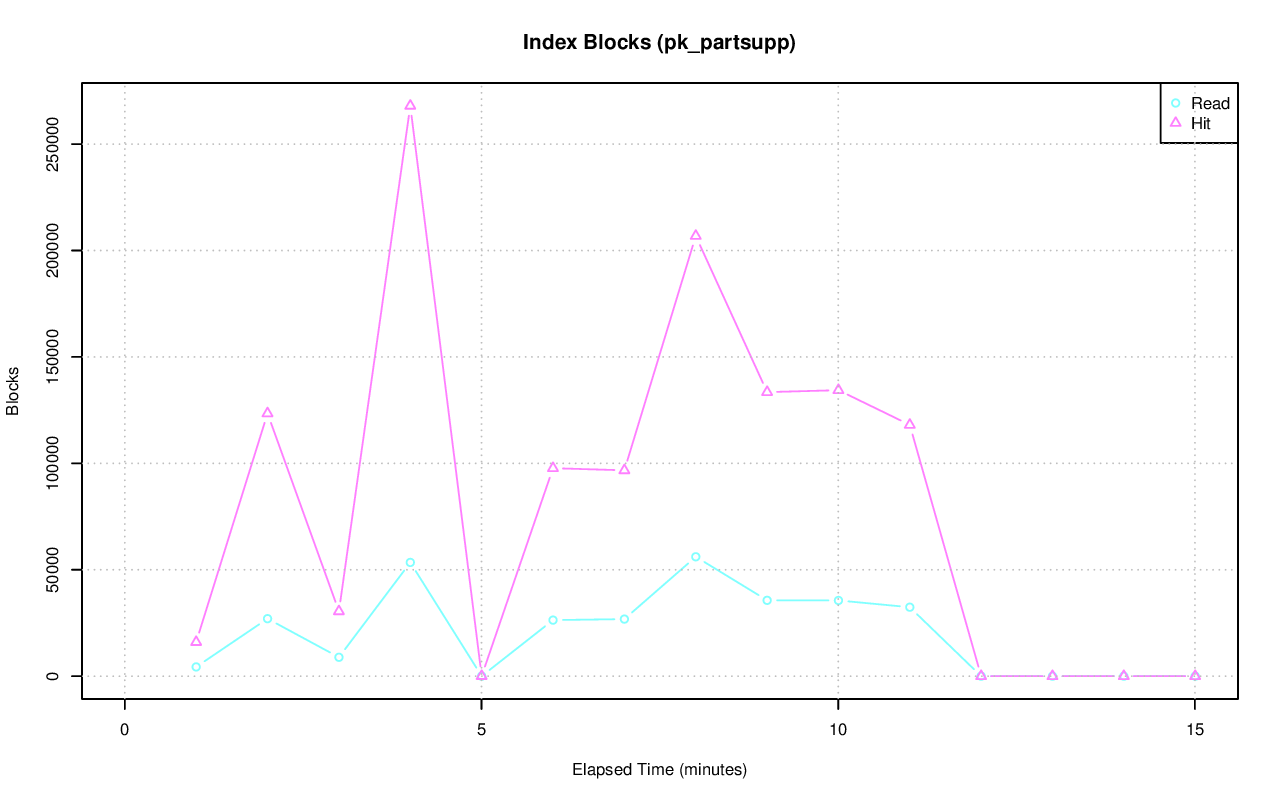 Index Blocks (pk_partsupp)
Read
Hit
Blocks
250000
200000
150000
100000
50000
0
0 5 10 15
Elapsed Time (minutes)